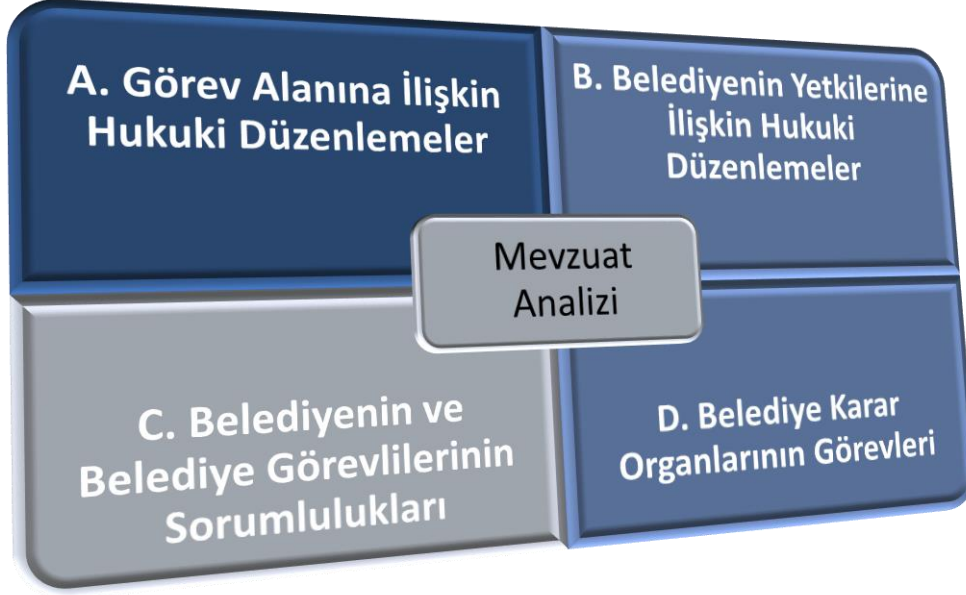 A. Görev Alanına İlişkin
Hukuki Düzenlemeler
B. Belediyenin Yetkilerine
İlişkin Hukuki
Düzenlemeler
Mevzuat
Analizi
C. Belediyenin ve
Belediye Görevlilerinin
Sorumlulukları
D. Belediye Karar
Organlarının Görevleri